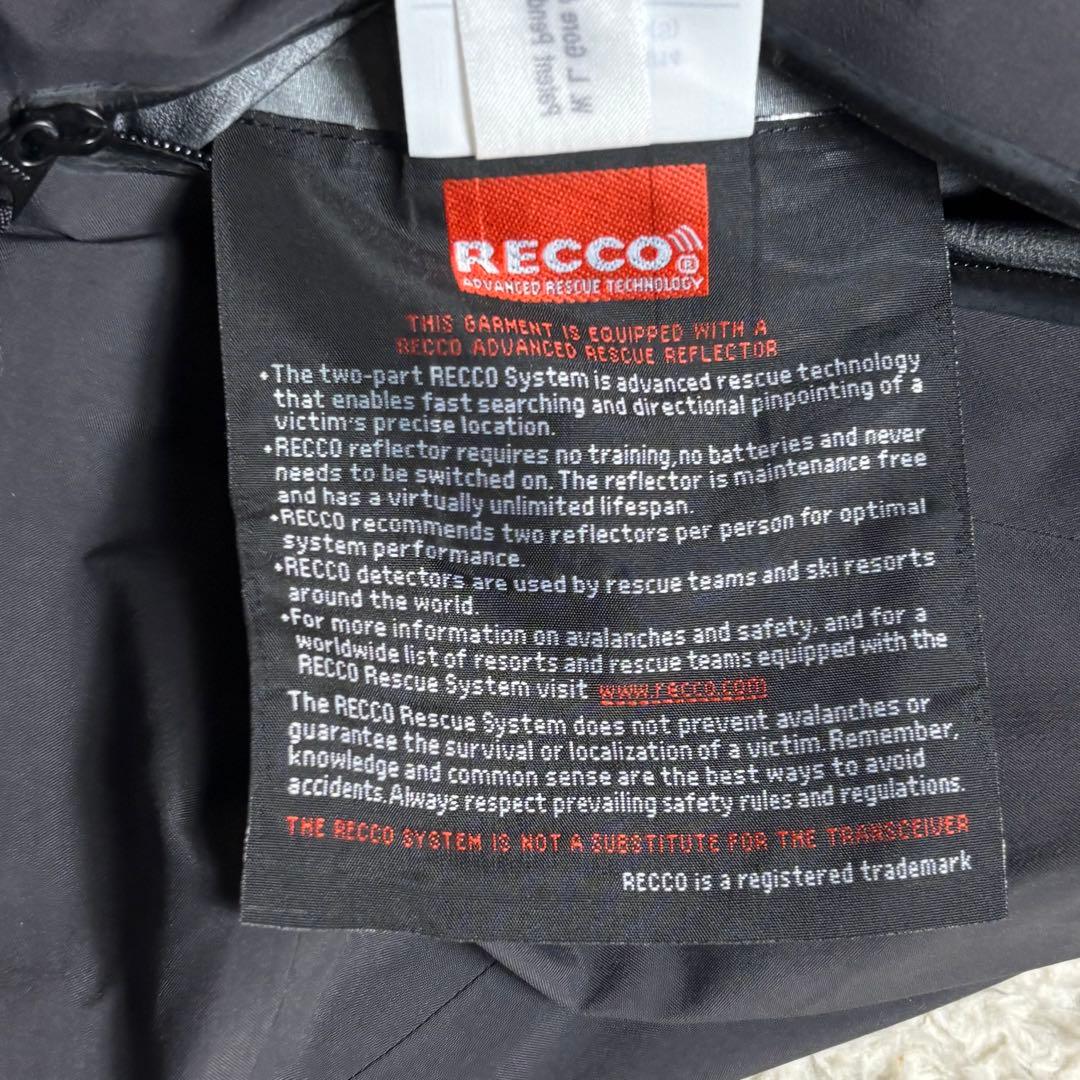 Patent Pend
W. L. Gore
RECCO®
ADVANCED RESCUE TECHNOLOGY
THIS GARMENT IS EQUIPPED WITH A
RECCO ADVANCED RESCUE REFLECTOR
•The two-part RECCO System is advanced rescue technology
that enables fast searching and directional pinpointing of a
victim's precise location.
•RECCO reflector requires no training,no batteries and never
needs to be switched on. The reflector is maintenance free
and has a virtually unlimited lifespan.
•RECCO recommends two reflectors per person for optimal
system performance.
•RECCO detectors are used by rescue teams and ski resorts
around the world.
•For more information on avalanches and safety, and for a
worldwide list of resorts and rescue teams equipped with the
RECCO Rescue System visit www.recco.com
The RECCO Rescue System does not prevent avalanches or
guarantee the survival or localization of a victim. Remember,
knowledge and common sense are the best ways to avoid
accidents.Always respect prevailing safety rules and regulations.
THE RECCO SYSTEM IS NOT A SUBSTITUTE FOR THE TRANSCEIVER
RECCO is a registered trademark